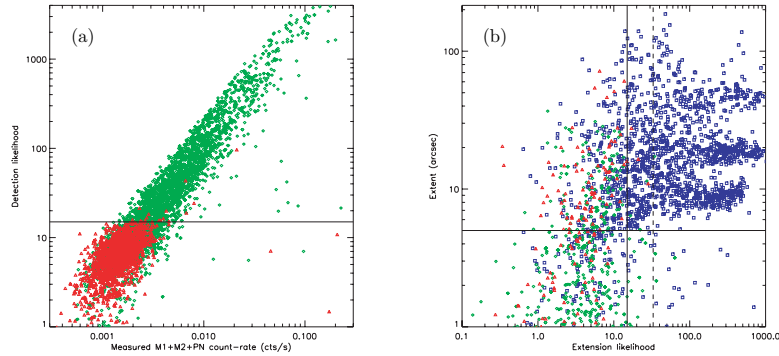 (a)
Detection likelihood
1000
100
10
1
0.001
0.010
0.100
Measured M1+M2+PN count-rate (cts/s)
(b)
Extent (arcsec)
100
10
1
0.1
1.0
10.0
100.0
1000.0
Extension likelihood